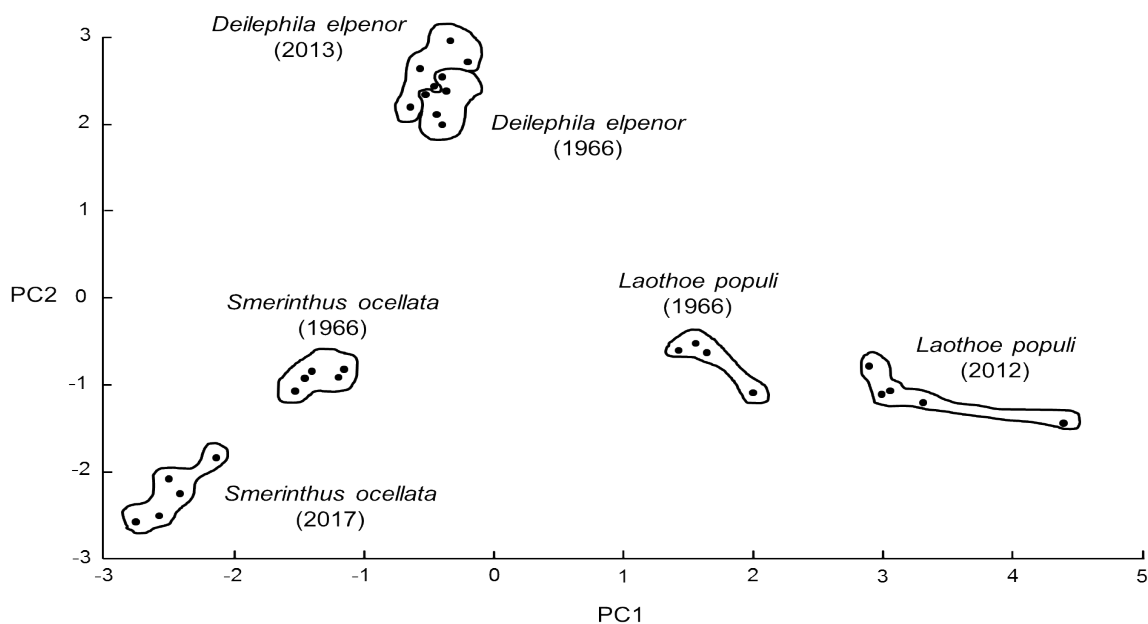 Deilephila elpenor
(2013)
3
Deilephila elpenor
(1966)
2
1
Laothoe populi
(1966)
PC2 0
Smerinthus ocellata
(1966)
Laothoe populi
(2012)
-1
-2
Smerinthus ocellata
(2017)
-3
-3 -2 -1 0 1 2 3 4 5
PC1